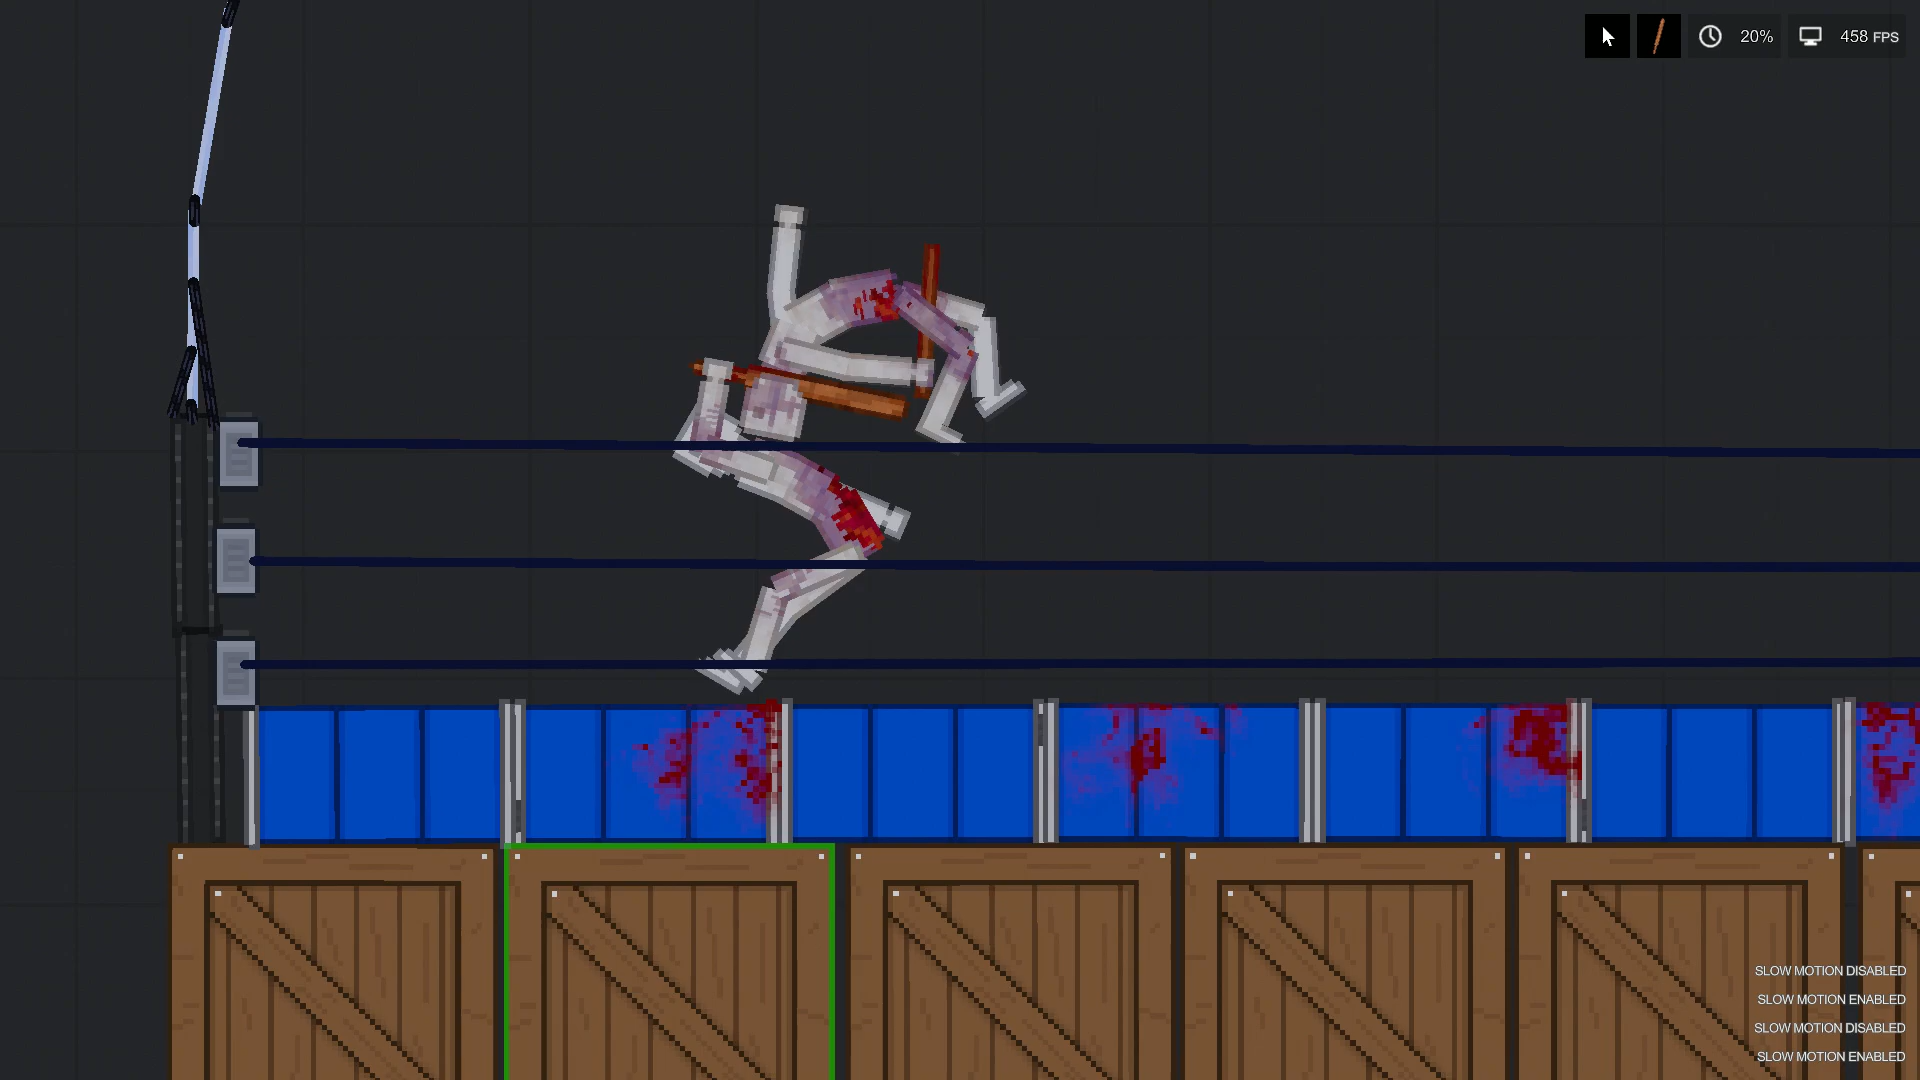 20%
458 FPS
SLOW MOTION DISABLED
SLOW MOTION ENABLED
SLOW MOTION DISABLED
SLOW MOTION ENABLED